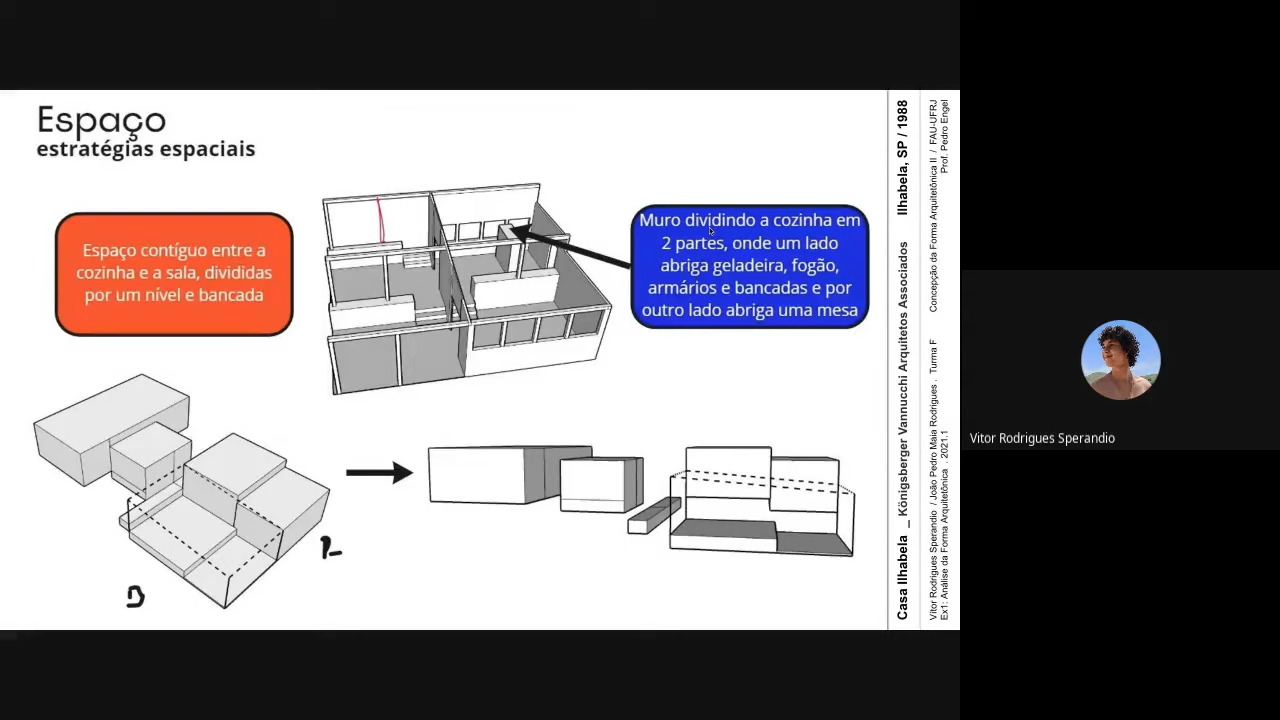 Espaço
estratégias espaciais
Espaço contíguo entre a
cozinha e a sala, divididas
por um nível e bancada
Muro dividindo a cozinha em
2 partes, onde um lado
abriga geladeira, fogão,
armários e bancadas e por
outro lado abriga uma mesa
Casa Ilhabela _ Königsberger Vannucchi Arquitetos Associados Ilhabela, SP / 1988
Vitor Rodrigues Sperandio . João Pedro Maia Rodrigues . Turma F Concepção da Forma Arquitetônica II / FAU-UFRJ
Ex1: Análise da Forma Arquitetônica . 2021.1 Prof. Pedro Engel
Vitor Rodrigues Sperandio